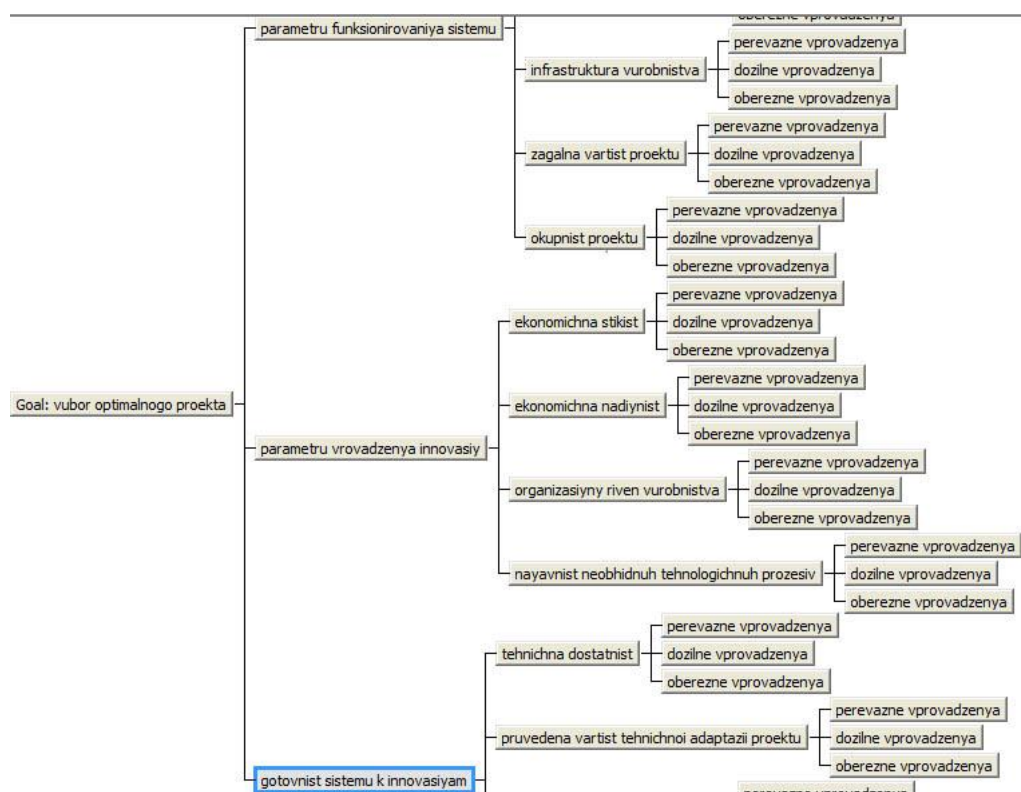 oberezne vprovadzenya
parametru funksionirovaniya sistemu
perevazne vprovadzenya
infrastruktura vurobnistva
dozilne vprovadzenya
oberezne vprovadzenya
perevazne vprovadzenya
zagalna vartist proektu
dozilne vprovadzenya
oberezne vprovadzenya
perevazne vprovadzenya
okupnist proektu
dozilne vprovadzenya
oberezne vprovadzenya
perevazne vprovadzenya
ekonomichna stikist
dozilne vprovadzenya
oberezne vprovadzenya
perevazne vprovadzenya
Goal: vubor optimalnogo proekta
ekonomichna nadiynist
dozilne vprovadzenya
oberezne vprovadzenya
parametru vrovadzenya innovasiy
perevazne vprovadzenya
organizasiyny riven vurobnistva
dozilne vprovadzenya
oberezne vprovadzenya
perevazne vprovadzenya
nayavnist neobhidnuh tehnologichnuh prozesiv
dozilne vprovadzenya
oberezne vprovadzenya
perevazne vprovadzenya
tehnichna dostatnist
dozilne vprovadzenya
oberezne vprovadzenya
perevazne vprovadzenya
pruvedena vartist tehnichnoi adaptazii proektu
dozilne vprovadzenya
oberezne vprovadzenya
gotovnist sistemu k innovasiyam
perevazne vprovadzenya